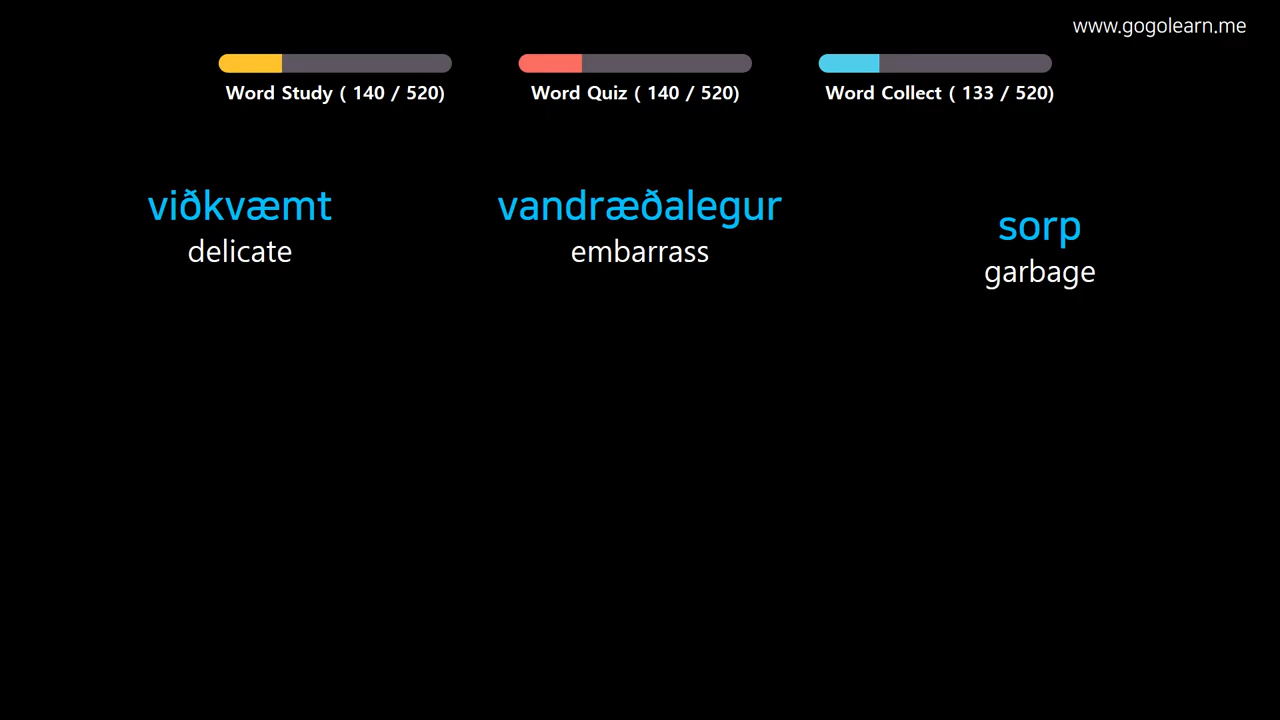 www.gogolearn.me
Word Study ( 140 / 520)
Word Quiz ( 140 / 520)
Word Collect ( 133 / 520)
viðkvæmt
delicate
vandræðalegur
embarrass
sorp
garbage